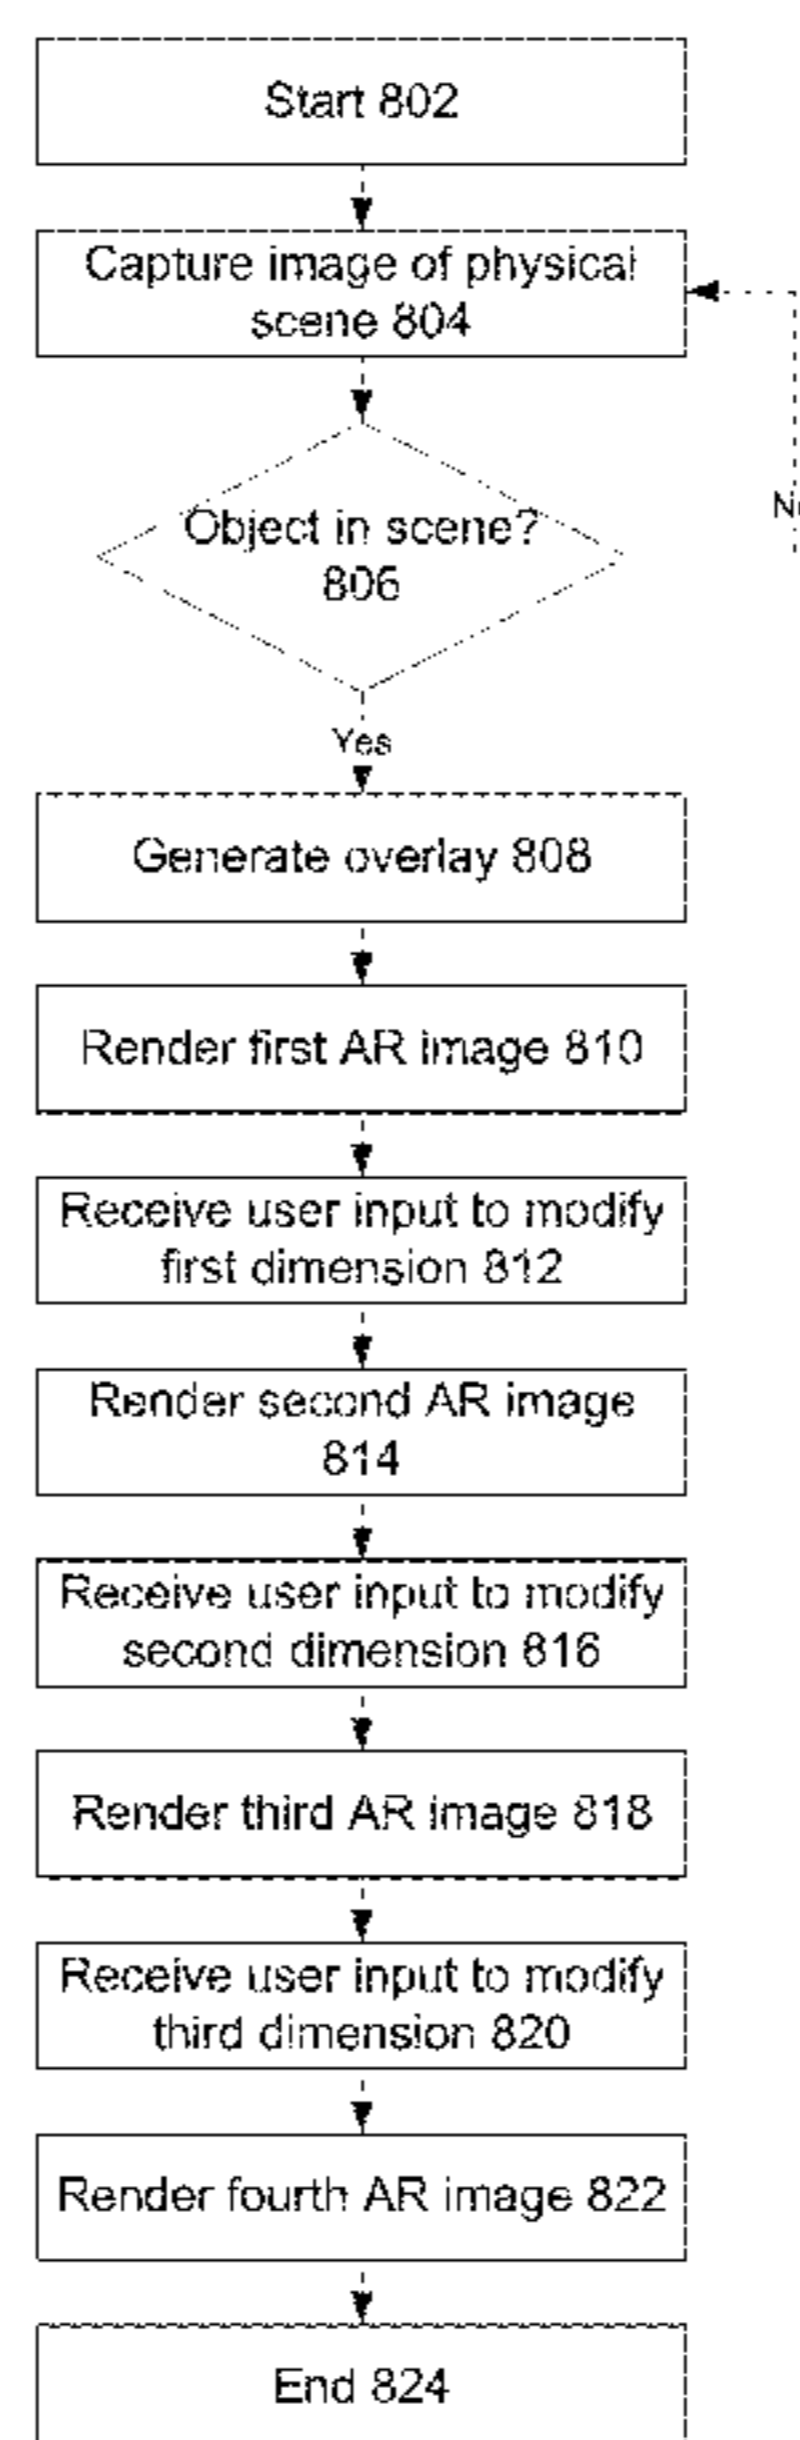 Start 802
Capture image of physical
scene 804
Object in scene?
806
Yes
Generate overlay 808
Render first AR image 810
Receive user input to modify
first dimension 812
Render second AR image
814
Receive user input to modify
second dimension 816
Render third AR image 818
Receive user input to modify
third dimension 820
Render fourth AR image 822
End 824